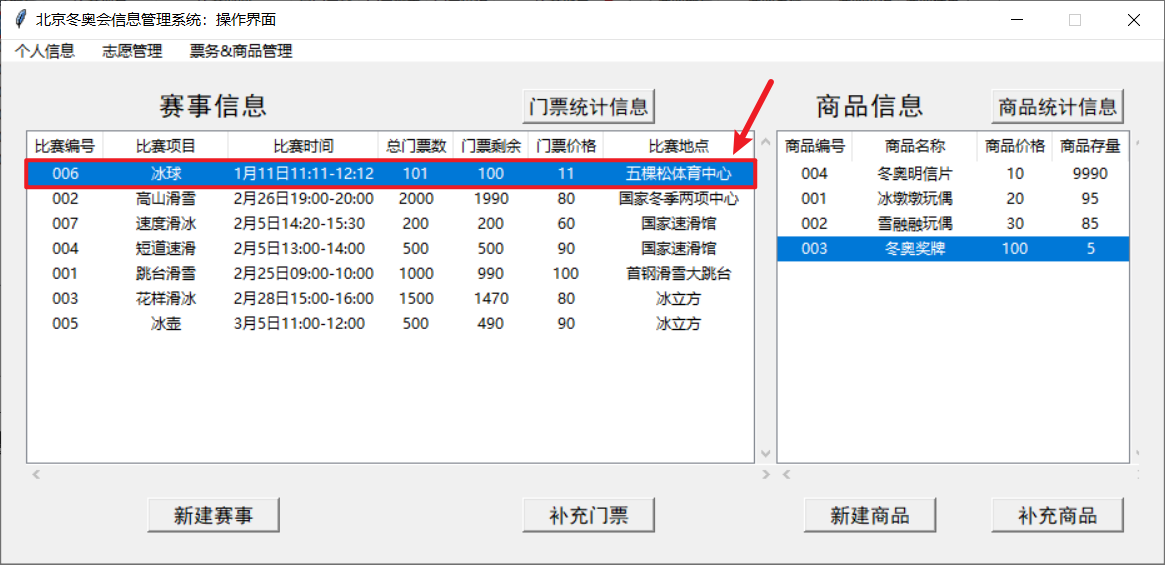 北京冬奥会信息管理系统：操作界面
个人信息 志愿管理 票务&商品管理
赛事信息 门票统计信息 商品信息 商品统计信息
比赛编号 比赛项目 比赛时间 总门票数 门票剩余 门票价格 比赛地点 商品编号 商品名称 商品价格 商品存量
006 冰球 1月11日11:11-12:12 101 100 11 五棵松体育中心 004 冬奥明信片 10 9990
002 高山滑雪 2月26日19:00-20:00 2000 1990 80 国家冬季两项中心 001 冰墩墩玩偶 20 95
007 速度滑冰 2月5日14:20-15:30 200 200 60 国家速滑馆 002 雪融融玩偶 30 85
004 短道速滑 2月5日13:00-14:00 500 500 90 国家速滑馆 003 冬奥奖牌 100 5
001 跳台滑雪 2月25日09:00-10:00 1000 990 100 首钢滑雪大跳台
003 花样滑冰 2月28日15:00-16:00 1500 1470 80 冰立方
005 冰壶 3月5日11:00-12:00 500 490 90 冰立方
新建赛事 补充门票 新建商品 补充商品